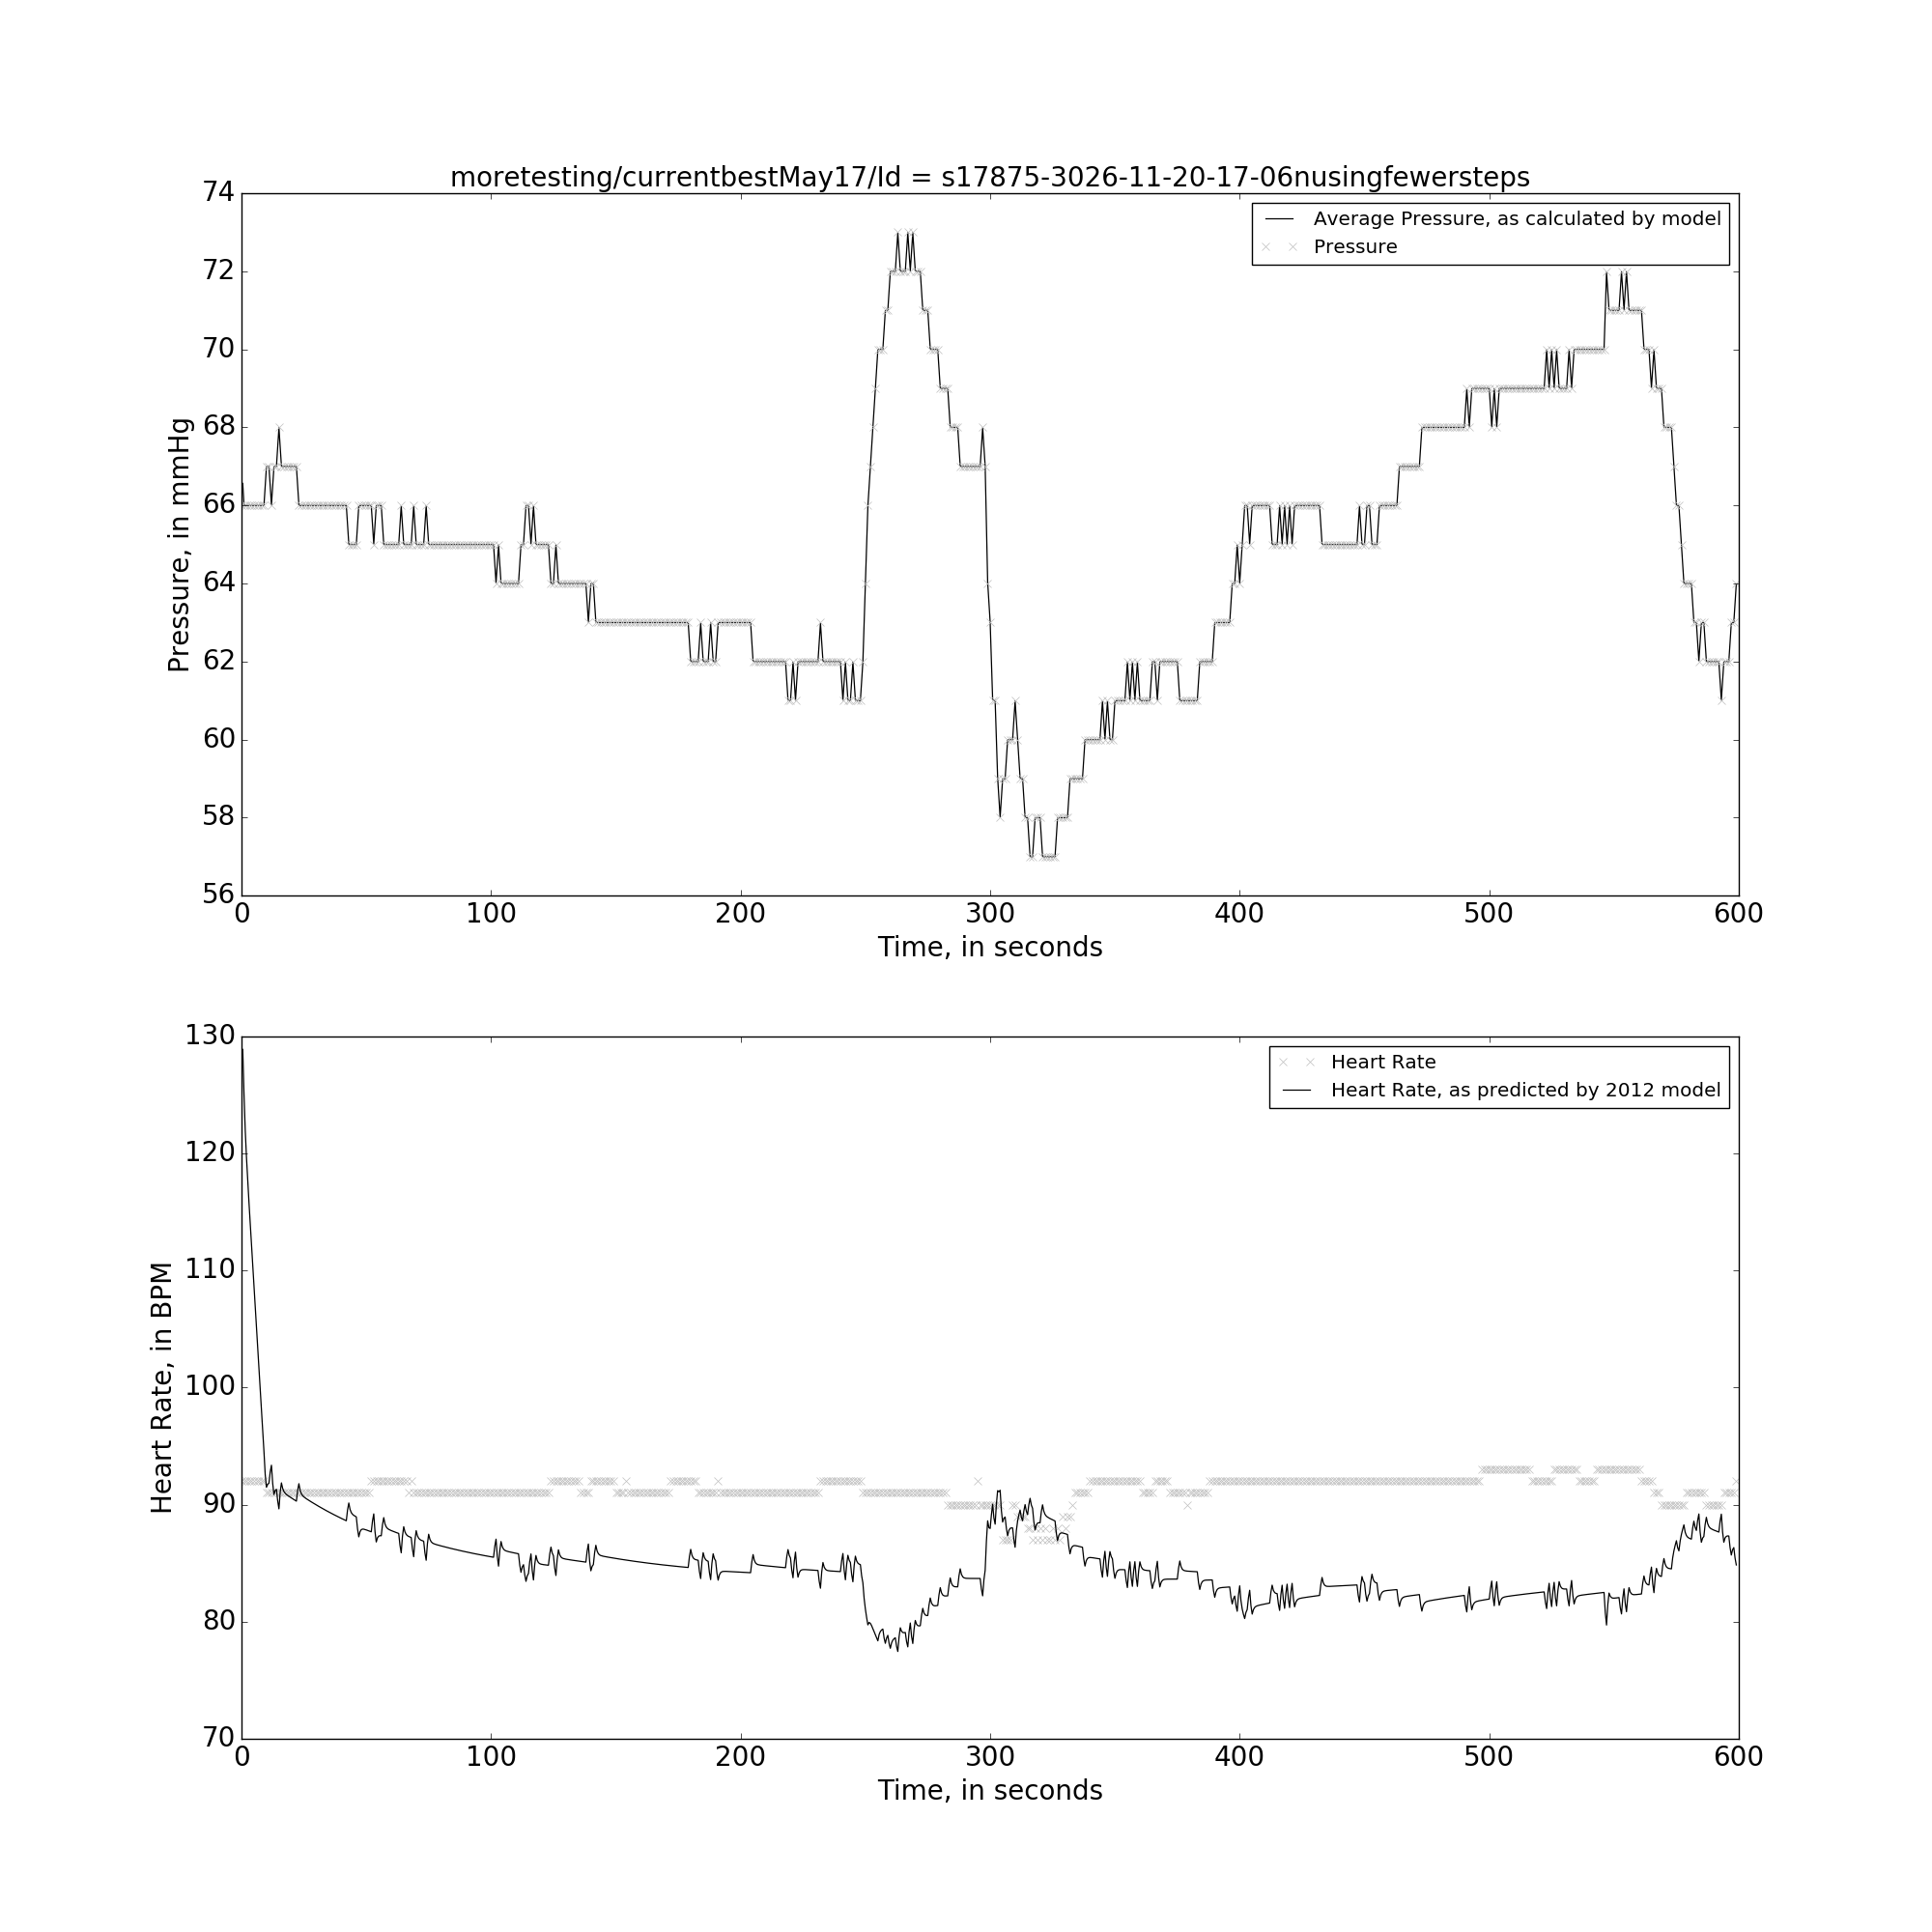 moretesting/currentbestMay17/Id = s17875-3026-11-20-17-06nusingfewersteps
74
72
70
68
66
64
62
60
58
56
Pressure, in mmHg
Average Pressure, as calculated by model
Pressure
0 100 200 300 400 500 600
Time, in seconds
130
120
110
100
90
80
70
Heart Rate, in BPM
Heart Rate
Heart Rate, as predicted by 2012 model
0 100 200 300 400 500 600
Time, in seconds